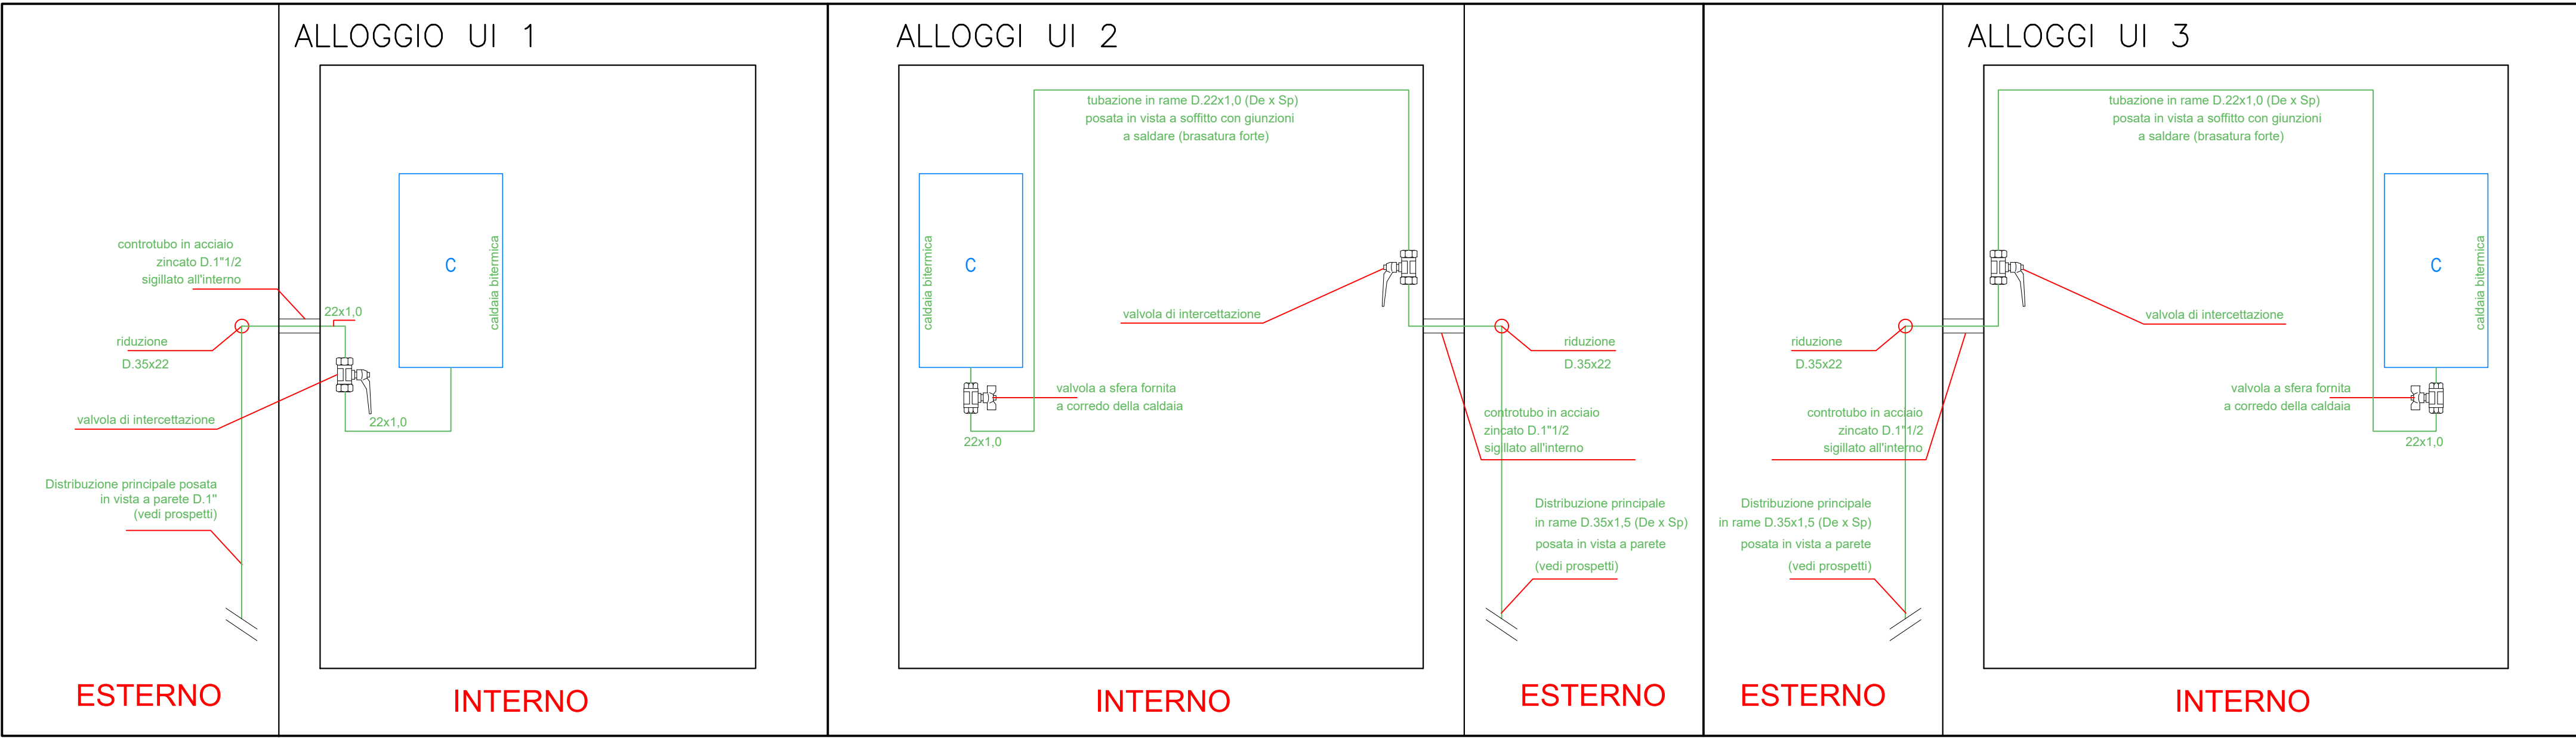 ALLOGGIO UI 1
controtubo in acciaio
zincato D.1"1/2
sigillato all'interno
22x1,0
riduzione
D.35x22
valvola di intercettazione
22x1,0
Distribuzione principale posata
in vista a parete D.1"
(vedi prospetti)
C
caldaia bitermica
ESTERNO
INTERNO
ALLOGGI UI 2
tubazione in rame D.22x1,0 (De x Sp)
posata in vista a soffitto con giunzioni
a saldare (brasatura forte)
caldaia bitermica
C
valvola di intercettazione
valvola a sfera fornita
a corredo della caldaia
22x1,0
riduzione
D.35x22
controtubo in acciaio
zincato D.1"1/2
sigillato all'interno
Distribuzione principale
in rame D.35x1,5 (De x Sp)
posata in vista a parete
(vedi prospetti)
INTERNO
ESTERNO
ALLOGGI UI 3
tubazione in rame D.22x1,0 (De x Sp)
posata in vista a soffitto con giunzioni
a saldare (brasatura forte)
C
caldaia bitermica
valvola di intercettazione
riduzione
D.35x22
valvola a sfera fornita
a corredo della caldaia
22x1,0
controtubo in acciaio
zincato D.1"1/2
sigillato all'interno
Distribuzione principale
in rame D.35x1,5 (De x Sp)
posata in vista a parete
(vedi prospetti)
ESTERNO
INTERNO